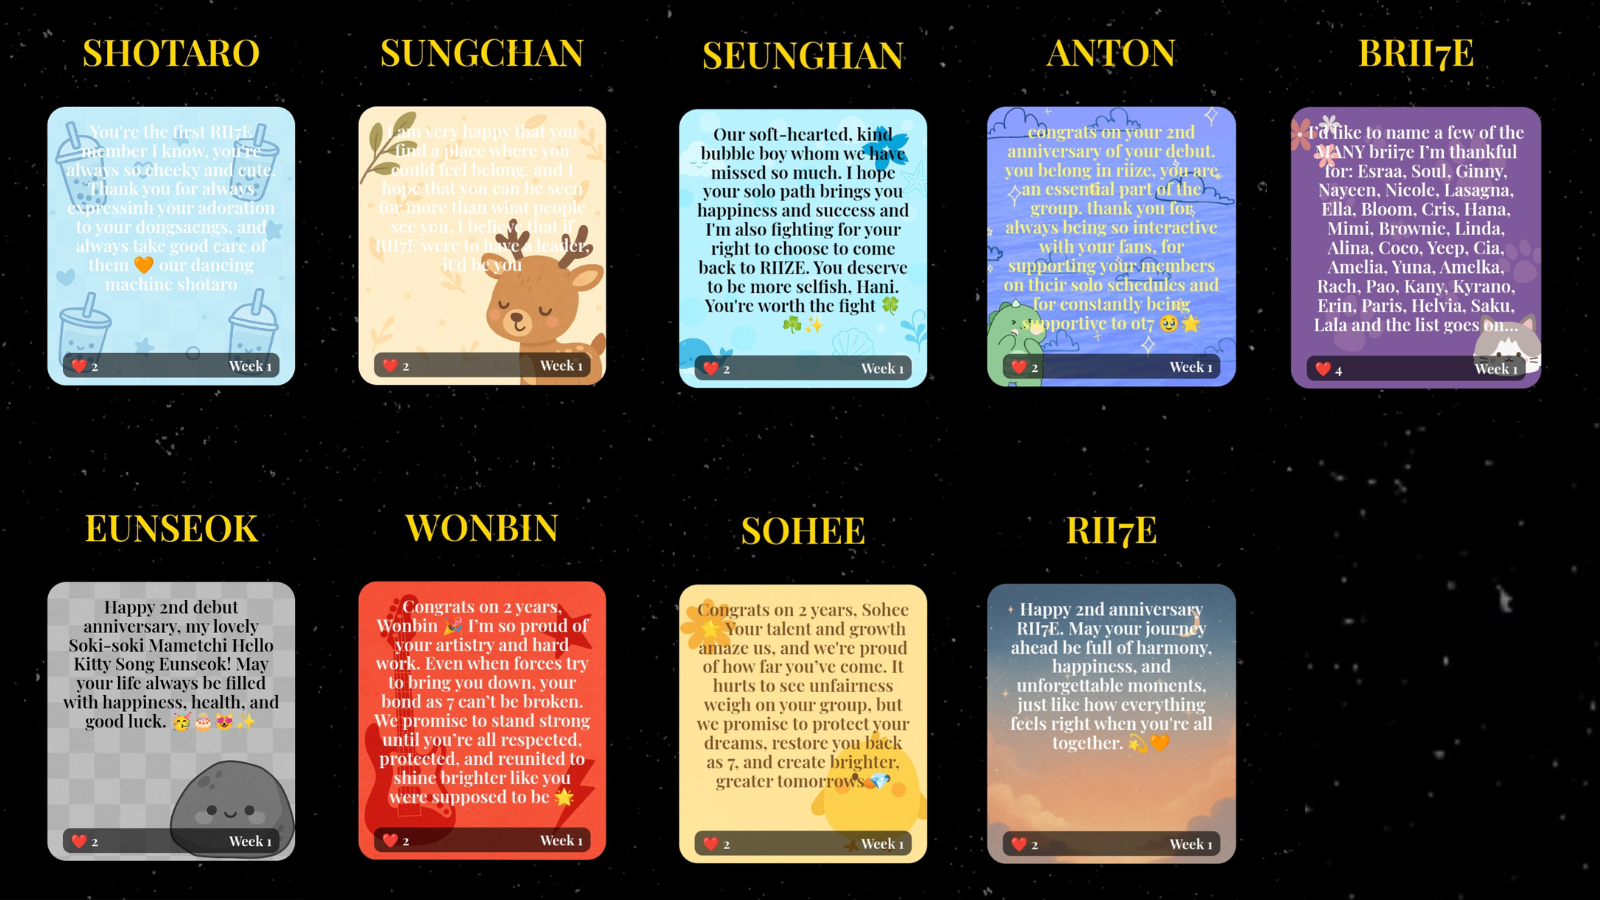 SHOTARO
You're the first RII7E
member I know, you're
always so cheeky and cute.
Thank you for always
expressinh your adoration
to your dongsaengs, and
always take good care of
them 🧡 our dancing
machine shotaro
❤️ 2 Week 1
SUNGCHAN
I am very happy that you
find a place where you
could feel belong, and I
hope that you can be seen
for more than what people
see you. I believe that if
RII7E were to have a leader,
it'd be you
❤️ 2 Week 1
SEUNGHAN
Our soft-hearted, kind
bubble boy whom we have
missed so much. I hope
your solo path brings you
happiness and success and
I'm also fighting for your
right to choose to come
back to RIIZE. You deserve
to be more selfish, Hani.
You're worth the fight 🍀
☘️✨
❤️ 2 Week 1
ANTON
congrats on your 2nd
anniversary of your debut.
you belong in riize, you are
an essential part of the
group. thank you for
always being so interactive
with your fans, for
supporting your members
on their solo schedules and
for constantly being
supportive to ot7 🥹🌟
❤️ 2 Week 1
BRII7E
I'd like to name a few of the
MANY brii7e I'm thankful
for: Esraa, Soul, Ginny,
Nayeen, Nicole, Lasagna,
Ella, Bloom, Cris, Hana,
Mimi, Brownie, Linda,
Alina, Coco, Yeep, Cia,
Amelia, Yuna, Amelka,
Rach, Pao, Kany, Kyrano,
Erin, Paris, Helvia, Saku,
Lala and the list goes on...
❤️ 4 Week 1
EUNSEOK
Happy 2nd debut
anniversary, my lovely
Soki-soki Mametchi Hello
Kitty Song Eunseok! May
your life always be filled
with happiness, health, and
good luck. 🥳🎂😻✨
❤️ 2 Week 1
WONBIN
Congrats on 2 years,
Wonbin 🎉 I'm so proud of
your artistry and hard
work. Even when forces try
to bring you down, your
bond as 7 can't be broken.
We promise to stand strong
until you're all respected,
protected, and reunited to
shine brighter like you
were supposed to be 🌟
❤️ 2 Week 1
SOHEE
Congrats on 2 years, Sohee
🌟 Your talent and growth
amaze us, and we're proud
of how far you've come. It
hurts to see unfairness
weigh on your group, but
we promise to protect your
dreams, restore you back
as 7, and create brighter,
greater tomorrows 💎
❤️ 2 Week 1
RII7E
Happy 2nd anniversary
RII7E. May your journey
ahead be full of harmony,
happiness, and
unforgettable moments,
just like how everything
feels right when you're all
together. 💫🧡
❤️ 2 Week 1